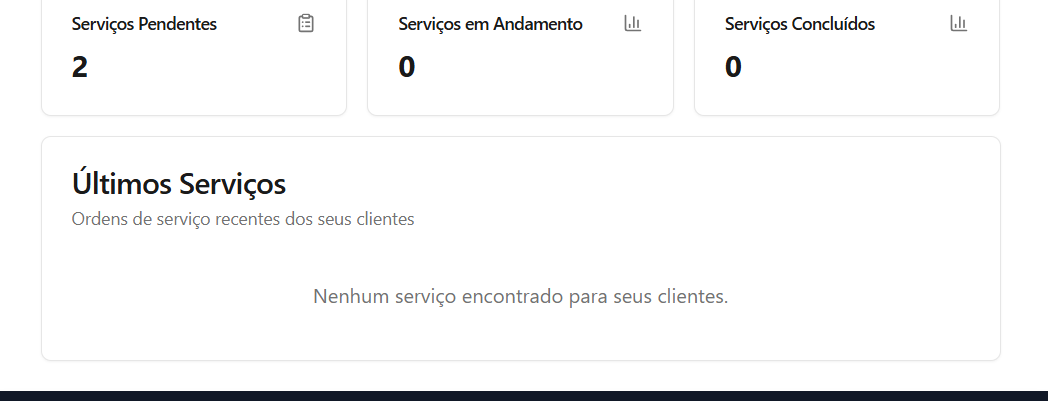 Serviços Pendentes
2
Serviços em Andamento
0
Serviços Concluídos
0
Últimos Serviços
Ordens de serviço recentes dos seus clientes
Nenhum serviço encontrado para seus clientes.